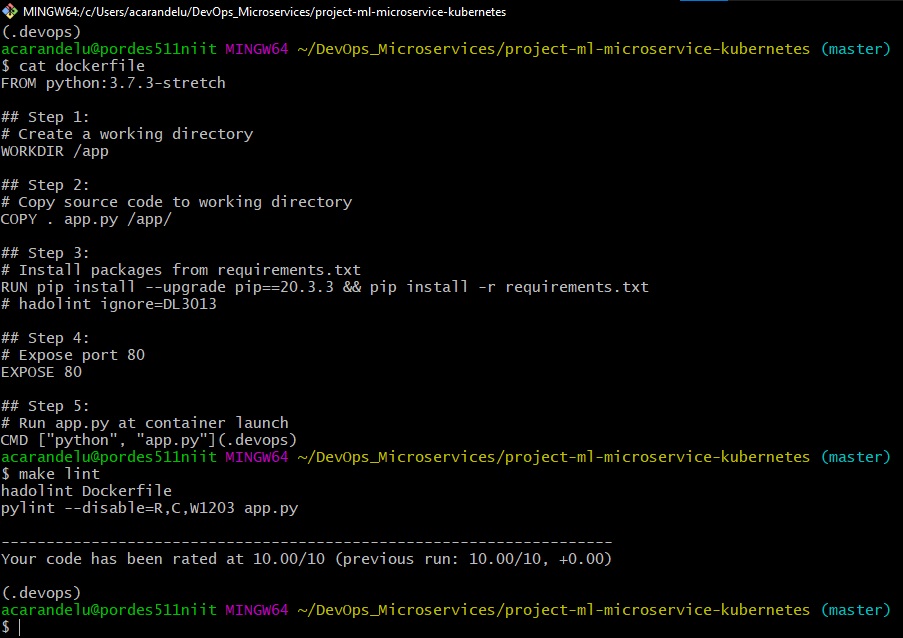 MINGW64:/c/Users/acarandelu/DevOps_Microservices/project-ml-microservice-kubernetes
(.devops)
acarandelu@pordes511niit MINGW64 ~/DevOps_Microservices/project-ml-microservice-kubernetes (master)
$ cat dockerfile
FROM python:3.7.3-stretch

## Step 1:
# Create a working directory
WORKDIR /app

## Step 2:
# Copy source code to working directory
COPY . app.py /app/

## Step 3:
# Install packages from requirements.txt
RUN pip install --upgrade pip==20.3.3 && pip install -r requirements.txt
# hadolint ignore=DL3013

## Step 4:
# Expose port 80
EXPOSE 80

## Step 5:
# Run app.py at container launch
CMD ["python", "app.py"](.devops)
acarandelu@pordes511niit MINGW64 ~/DevOps_Microservices/project-ml-microservice-kubernetes (master)
$ make lint
hadolint Dockerfile
pylint --disable=R,C,W1203 app.py

--------------------------------------------------------------------
Your code has been rated at 10.00/10 (previous run: 10.00/10, +0.00)

(.devops)
acarandelu@pordes511niit MINGW64 ~/DevOps_Microservices/project-ml-microservice-kubernetes (master)
$